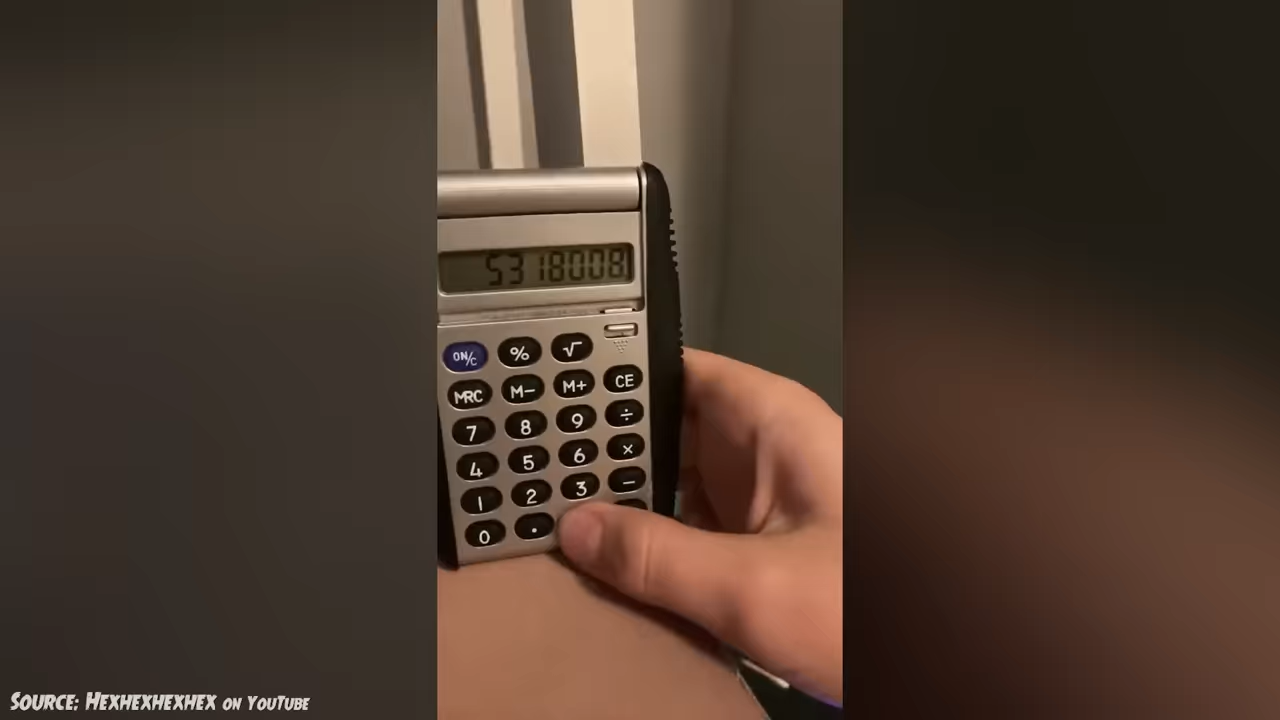 5318008
ON/C % √
MRC M− M+ CE
7 8 9 ÷
4 5 6 ×
1 2 3 −
0 .
SOURCE: HEXHEXHEXHEX ON YOUTUBE